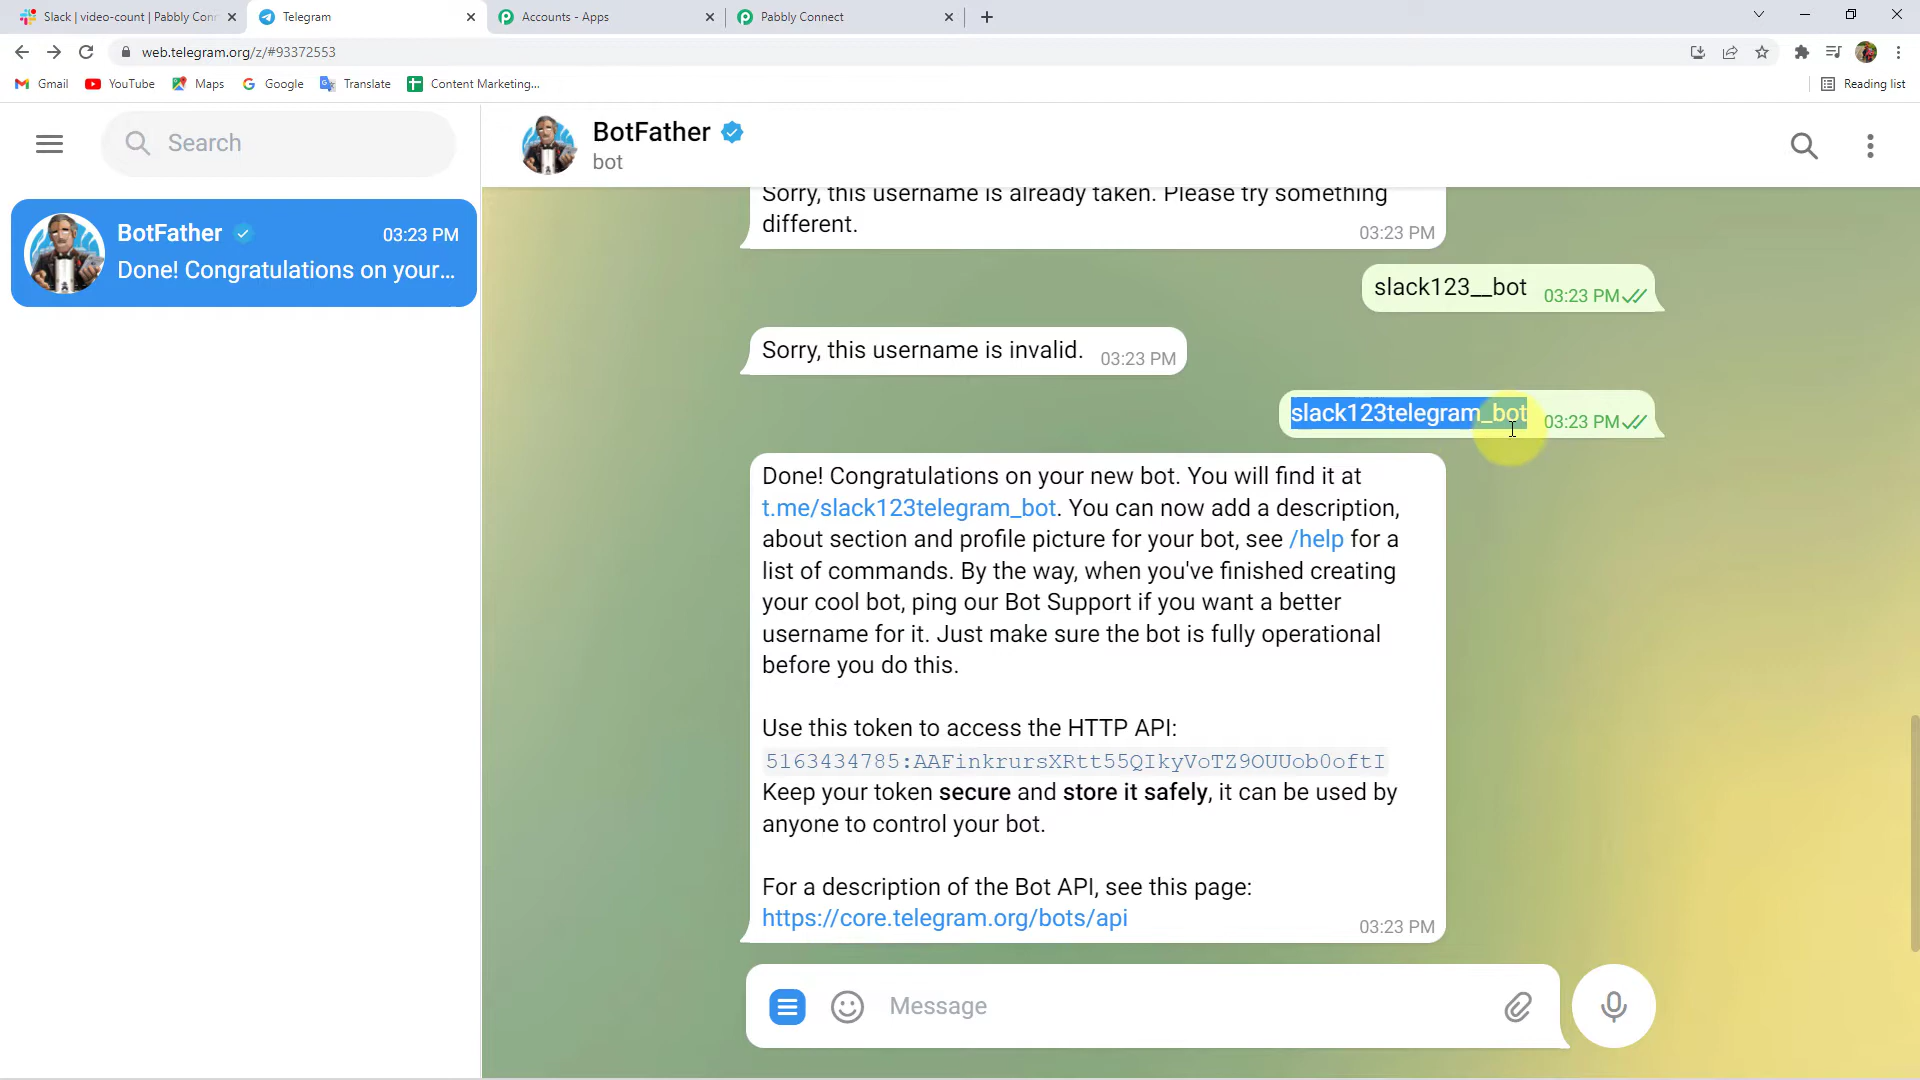 Slack | video-count | Pabbly Conn
Telegram
Accounts - Apps
Pabbly Connect
web.telegram.org/z/#93372553
Gmail
YouTube
Maps
Google
Translate
Content Marketing...
Reading list
Search
BotFather
bot
BotFather
03:23 PM
Done! Congratulations on your...
Sorry, this username is already taken. Please try something
different.
03:23 PM
slack123__bot
03:23 PM
Sorry, this username is invalid.
03:23 PM
slack123telegram_bot
03:23 PM
Done! Congratulations on your new bot. You will find it at
t.me/slack123telegram_bot. You can now add a description,
about section and profile picture for your bot, see /help for a
list of commands. By the way, when you've finished creating
your cool bot, ping our Bot Support if you want a better
username for it. Just make sure the bot is fully operational
before you do this.
Use this token to access the HTTP API:
5163434785:AAFinkrursXRtt55QIkyVoTZ9OUUob0oftI
Keep your token secure and store it safely, it can be used by
anyone to control your bot.
For a description of the Bot API, see this page:
https://core.telegram.org/bots/api
03:23 PM
Message